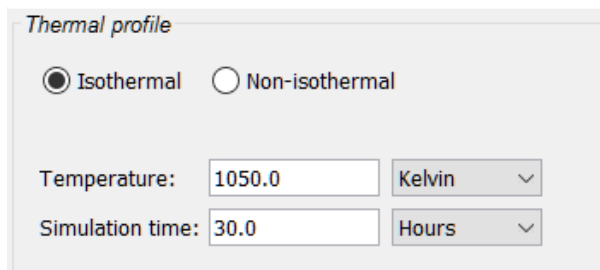 Thermal profile
Isothermal Non-isothermal
Temperature: 1050.0 Kelvin
Simulation time: 30.0 Hours